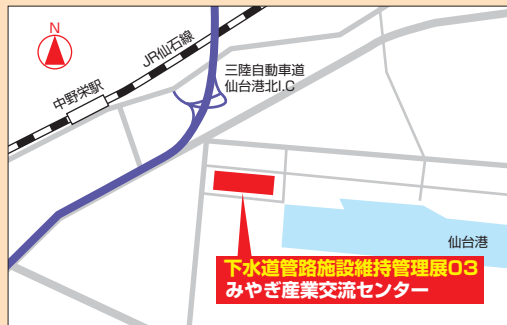 N
JR仙石線
中野栄駅
三陸自動車道
仙台港北I.C
仙台港
下水道管路施設維持管理展03
みやぎ産業交流センター